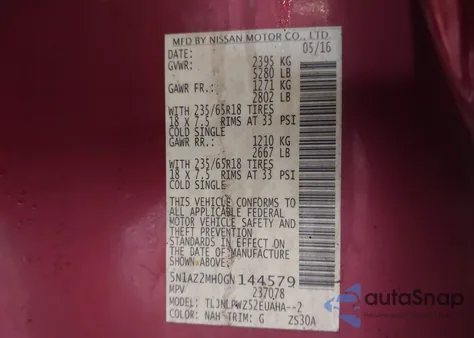 MFD BY NISSAN MOTOR CO., LTD.
DATE: 05/16
GVWR: 2395 KG
5280 LB
GAWR FR.: 1271 KG
2802 LB
WITH 235/65R18 TIRES
18 X 7.5 RIMS AT 33 PSI
COLD SINGLE
GAWR RR.: 1210 KG
2667 LB
WITH 235/65R18 TIRES
18 X 7.5 RIMS AT 33 PSI
COLD SINGLE
THIS VEHICLE CONFORMS TO
ALL APPLICABLE FEDERAL
MOTOR VEHICLE SAFETY AND
THEFT PREVENTION
STANDARDS IN EFFECT ON
THE DATE OF MANUFACTURE
SHOWN ABOVE.
5N1AZ2MH0GN144579
MPV 237078
MODEL: TLJNLRWZ52EUAHA--2
COLOR: NAH TRIM: G ZS30A
autoSnap